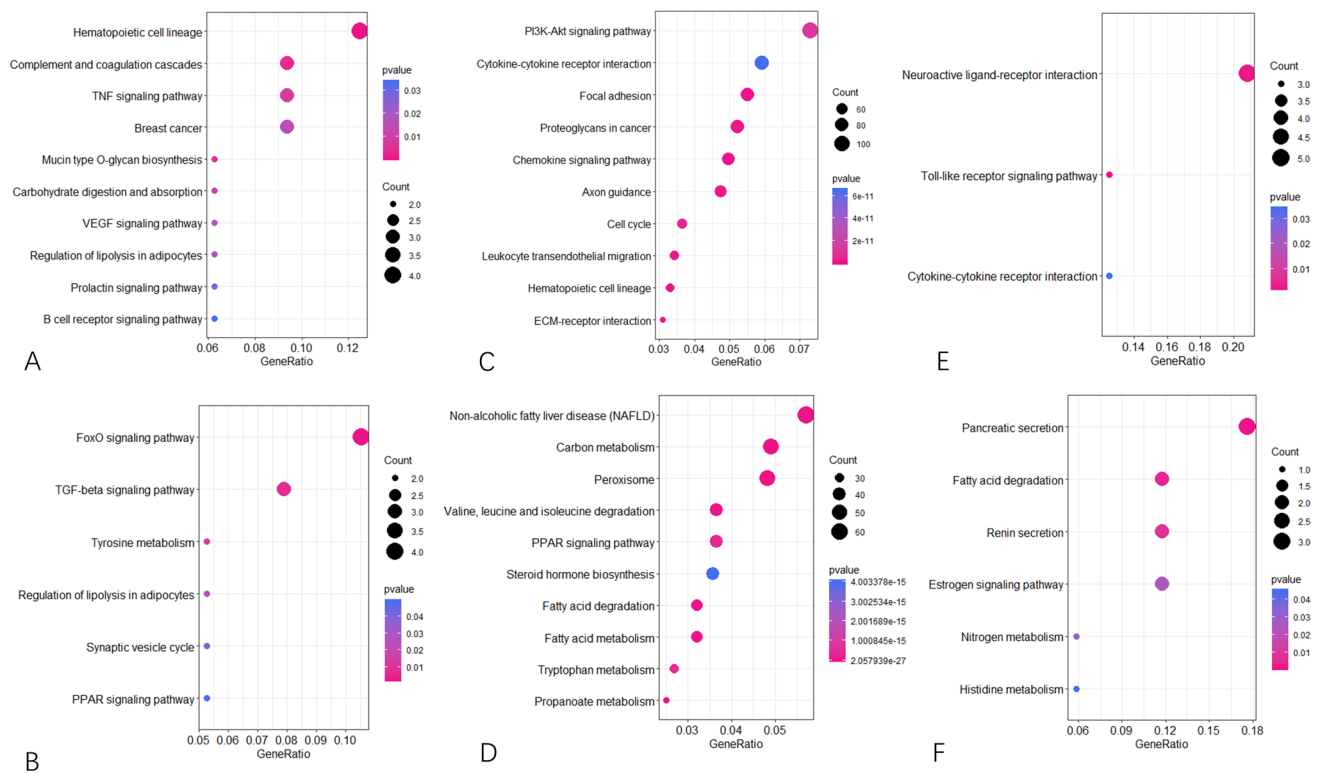 Hematopoietic cell lineage
Complement and coagulation cascades
TNF signaling pathway
Breast cancer
Mucin type O-glycan biosynthesis
Carbohydrate digestion and absorption
VEGF signaling pathway
Regulation of lipolysis in adipocytes
Prolactin signaling pathway
B cell receptor signaling pathway
0.06 0.08 0.10 0.12
GeneRatio
pvalue
0.03
0.02
0.01
Count
2.0
2.5
3.0
3.5
4.0
A
PI3K-Akt signaling pathway
Cytokine-cytokine receptor interaction
Focal adhesion
Proteoglycans in cancer
Chemokine signaling pathway
Axon guidance
Cell cycle
Leukocyte transendothelial migration
Hematopoietic cell lineage
ECM-receptor interaction
0.03 0.04 0.05 0.06 0.07
GeneRatio
Count
60
80
100
pvalue
6e-11
4e-11
2e-11
C
Neuroactive ligand-receptor interaction
Toll-like receptor signaling pathway
Cytokine-cytokine receptor interaction
0.14 0.16 0.18 0.20
GeneRatio
Count
3.0
3.5
4.0
4.5
5.0
pvalue
0.03
0.02
0.01
E
FoxO signaling pathway
TGF-beta signaling pathway
Tyrosine metabolism
Regulation of lipolysis in adipocytes
Synaptic vesicle cycle
PPAR signaling pathway
0.05 0.06 0.07 0.08 0.09 0.10
GeneRatio
Count
2.0
2.5
3.0
3.5
4.0
pvalue
0.04
0.03
0.02
0.01
B
Non-alcoholic fatty liver disease (NAFLD)
Carbon metabolism
Peroxisome
Valine, leucine and isoleucine degradation
PPAR signaling pathway
Steroid hormone biosynthesis
Fatty acid degradation
Fatty acid metabolism
Tryptophan metabolism
Propanoate metabolism
0.03 0.04 0.05
GeneRatio
Count
30
40
50
60
pvalue
4.003378e-15
3.002534e-15
2.001689e-15
1.000845e-15
2.057939e-27
D
Pancreatic secretion
Fatty acid degradation
Renin secretion
Estrogen signaling pathway
Nitrogen metabolism
Histidine metabolism
0.06 0.09 0.12 0.15 0.18
GeneRatio
Count
1.0
1.5
2.0
2.5
3.0
pvalue
0.04
0.03
0.02
0.01
F